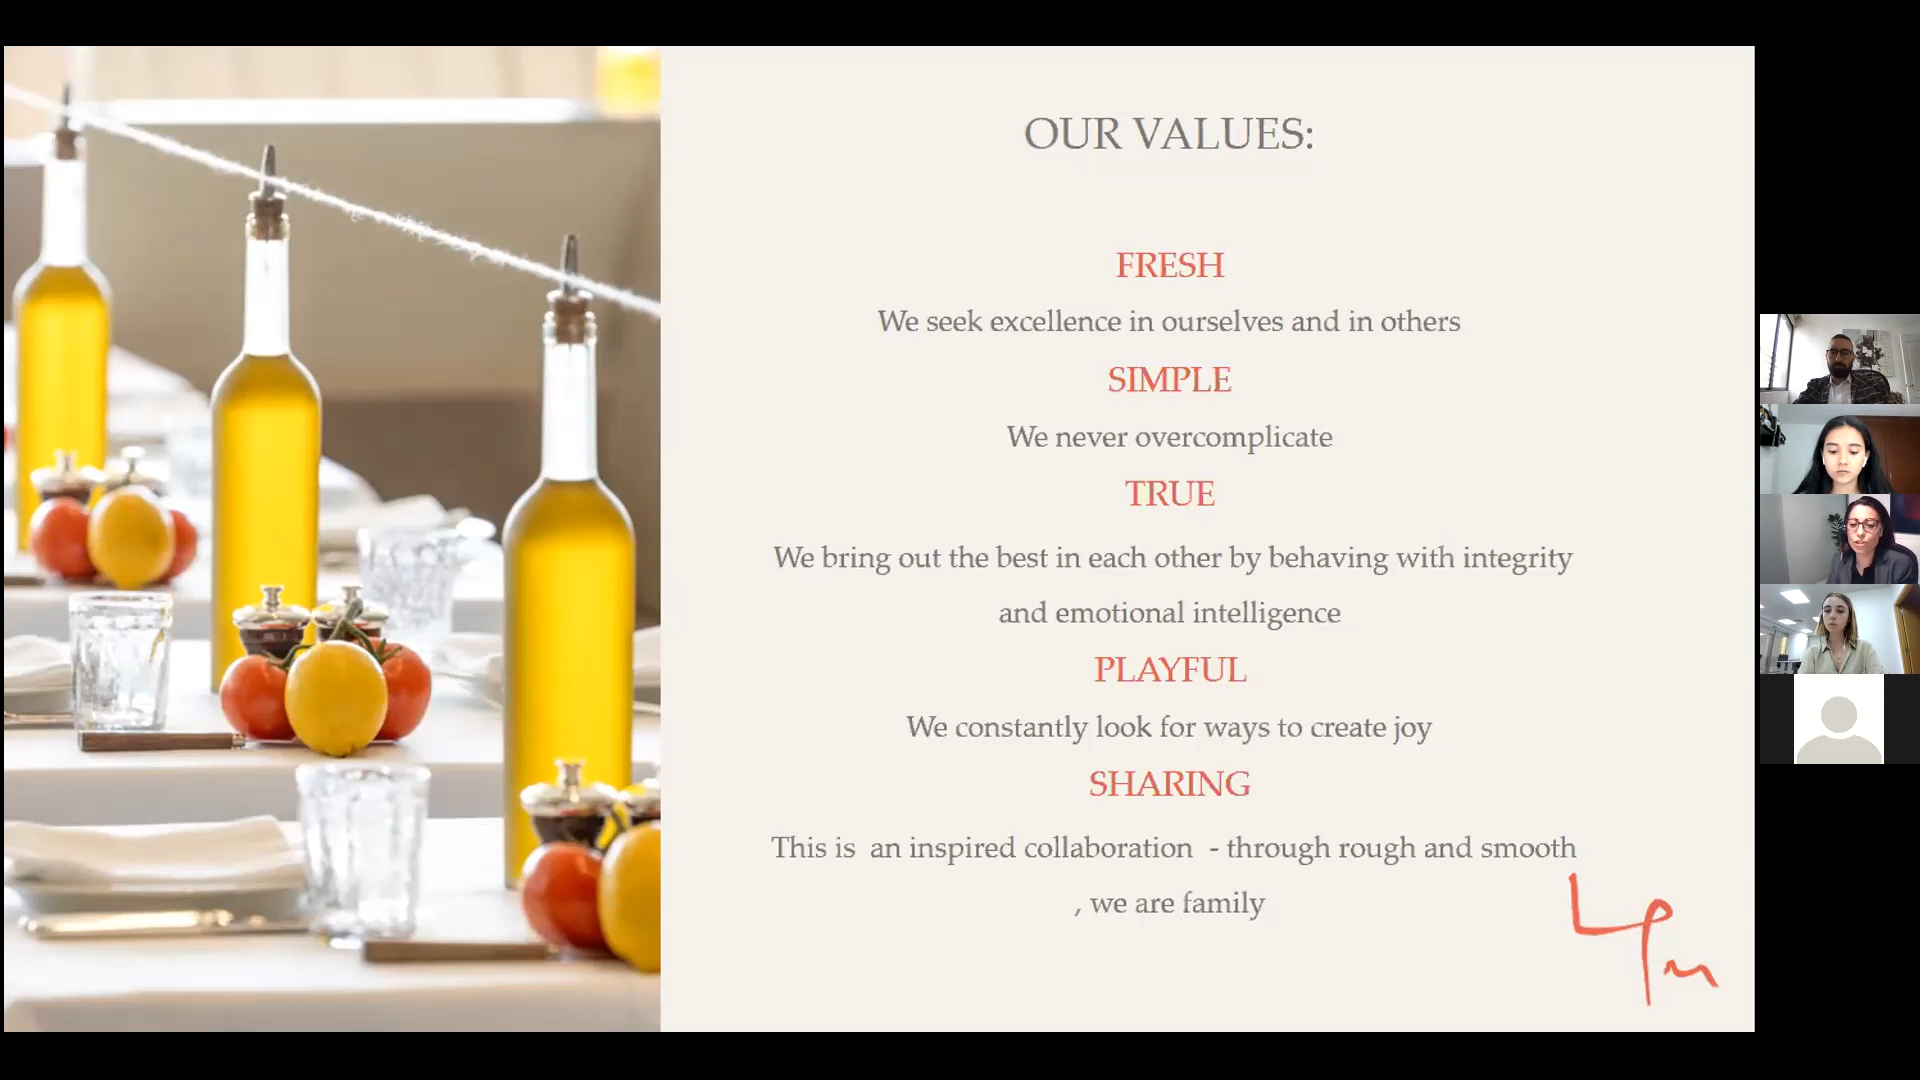 OUR VALUES:
FRESH
We seek excellence in ourselves and in others
SIMPLE
We never overcomplicate
TRUE
We bring out the best in each other by behaving with integrity
and emotional intelligence
PLAYFUL
We constantly look for ways to create joy
SHARING
This is  an inspired collaboration  - through rough and smooth
, we are family
LPM